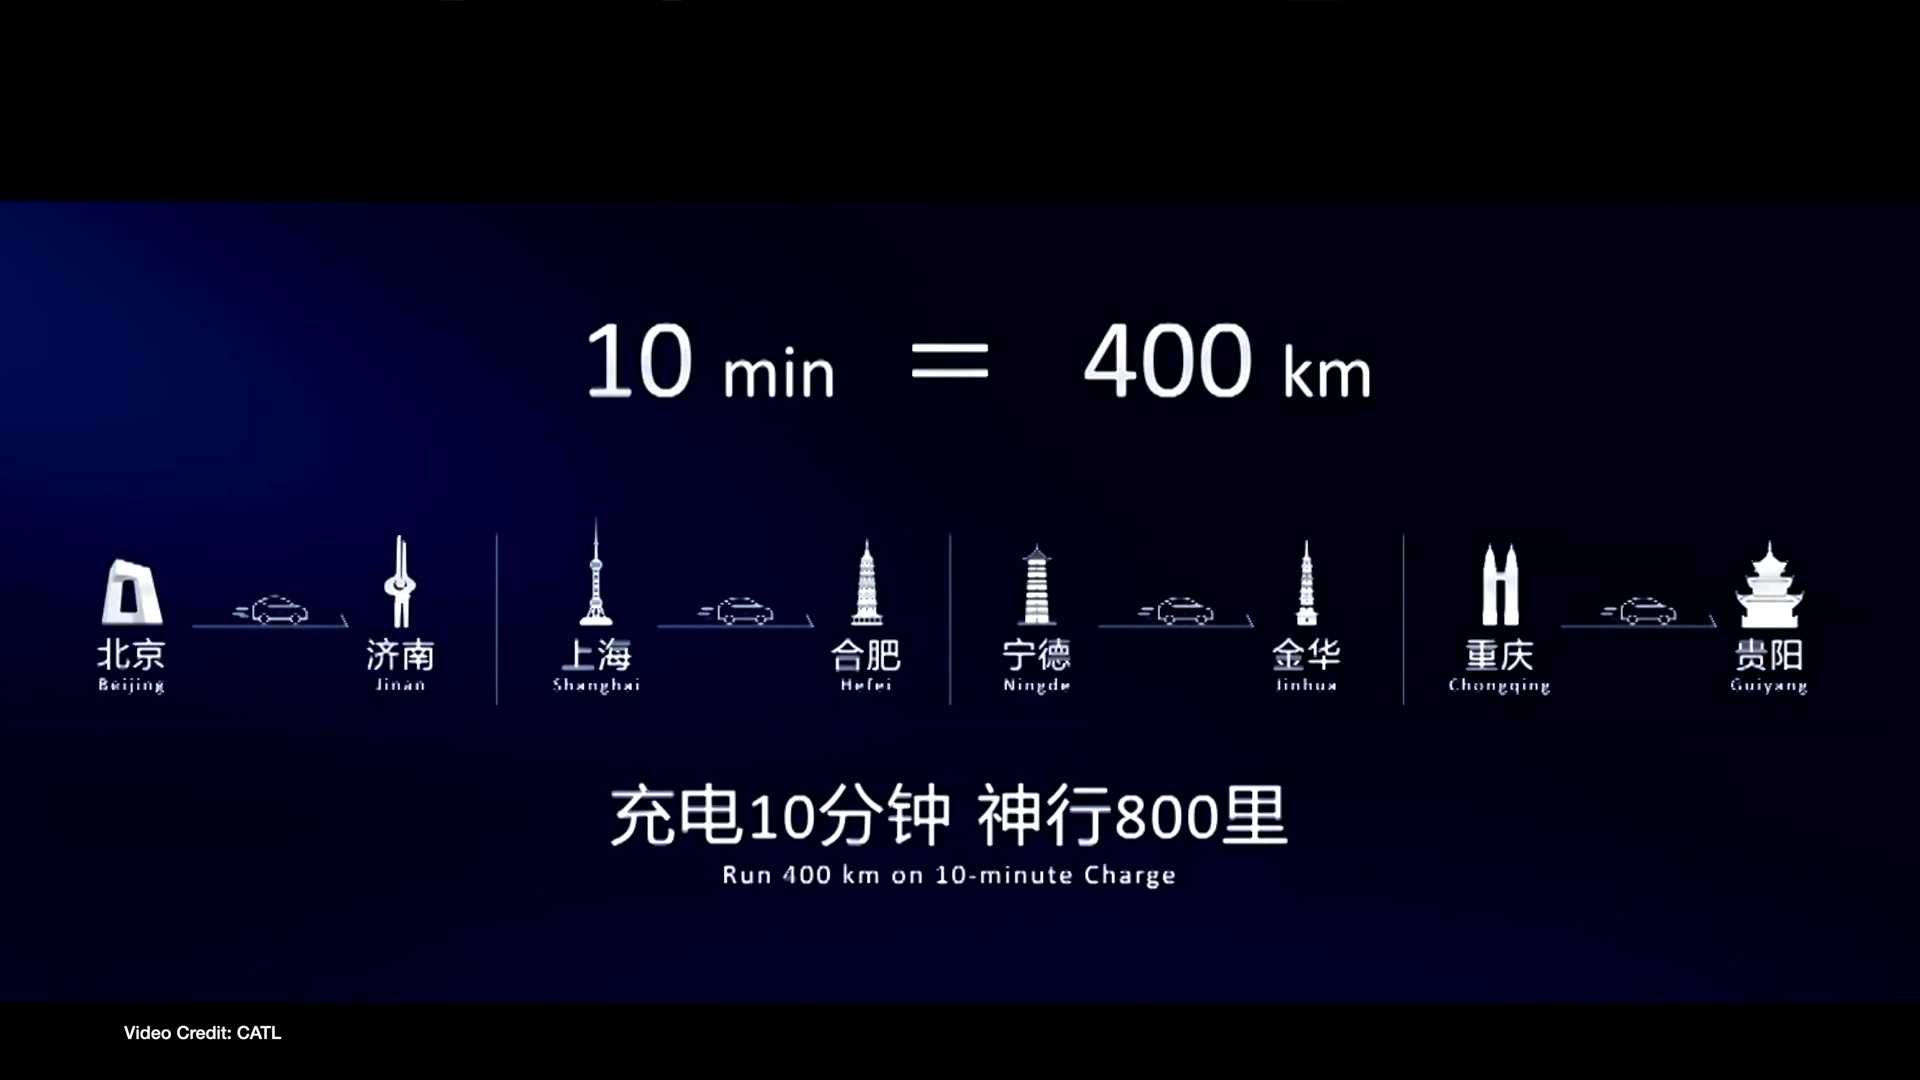 10 min = 400 km
北京 济南 上海 合肥 宁德 金华 重庆 贵阳
Beijing Jinan Shanghai Hefei Ningde Jinhua Chongqing Guiyang
充电10分钟 神行800里
Run 400 km on 10-minute Charge
Video Credit: CATL